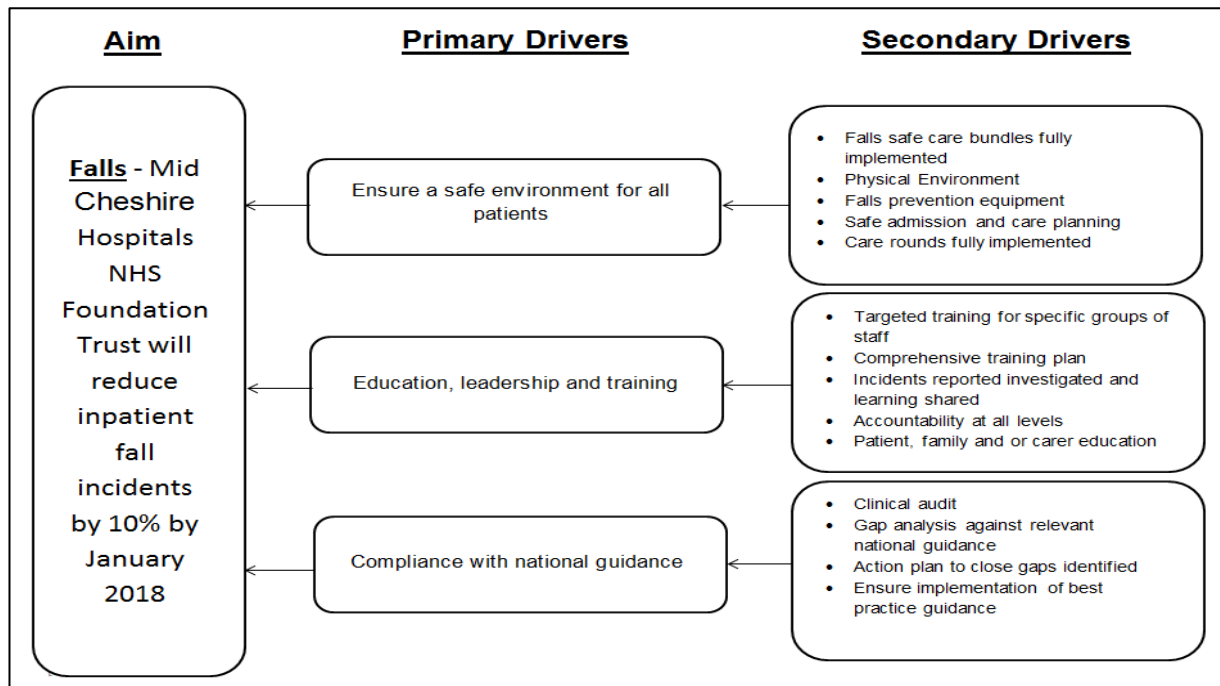 Aim
Primary Drivers
Secondary Drivers
Falls - Mid
Cheshire
Hospitals
NHS
Foundation
Trust will
reduce
inpatient
fall
incidents
by 10% by
January
2018
Ensure a safe environment for all
patients
Education, leadership and training
Compliance with national guidance
• Falls safe care bundles fully
implemented
• Physical Environment
• Falls prevention equipment
• Safe admission and care planning
• Care rounds fully implemented
• Targeted training for specific groups of
staff
• Comprehensive training plan
• Incidents reported investigated and
learning shared
• Accountability at all levels
• Patient, family and or carer education
• Clinical audit
• Gap analysis against relevant
national guidance
• Action plan to close gaps identified
• Ensure implementation of best
practice guidance